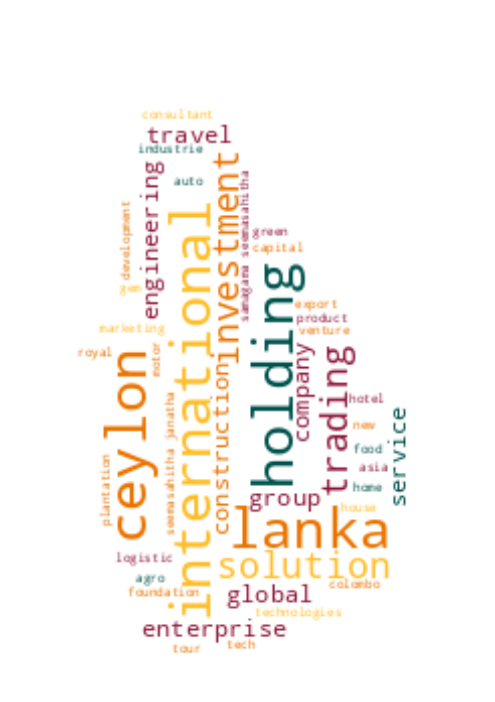 consultant
travel
industrie
engineering
auto
investment
samagama seemasahitha
development
gem
international
green
capital
holding
export
product
venture
marketing
royal
motor
ceylon
company
trading
construction
seemasahitha janatha
hotel
new
service
food
asia
home
plantation
group
house
lanka
logistic
solution
agro
colombo
foundation
global
technologies
enterprise
tour
tech